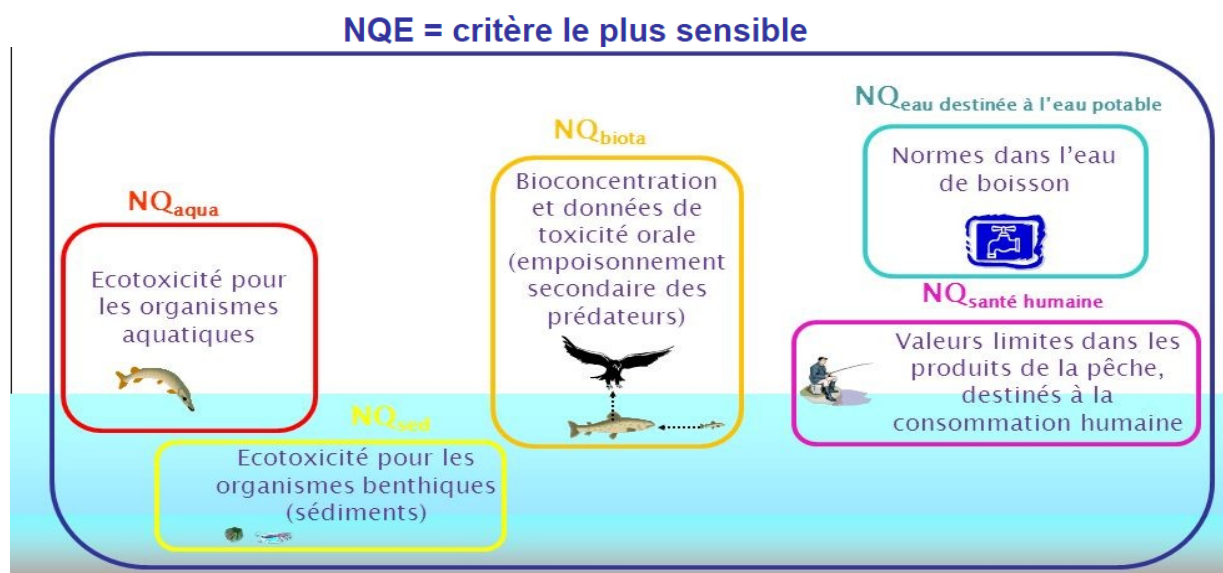 NQE = critère le plus sensible
NQaqua
Ecotoxicité pour
les organismes
aquatiques
NQsed
Ecotoxicité pour les
organismes benthiques
(sédiments)
NQbiota
Bioconcentration
et données de
toxicité orale
(empoisonnement
secondaire des
prédateurs)
NQeau destinée à l'eau potable
Normes dans l'eau
de boisson
NQsanté humaine
Valeurs limites dans les
produits de la pêche,
destinés à la
consommation humaine